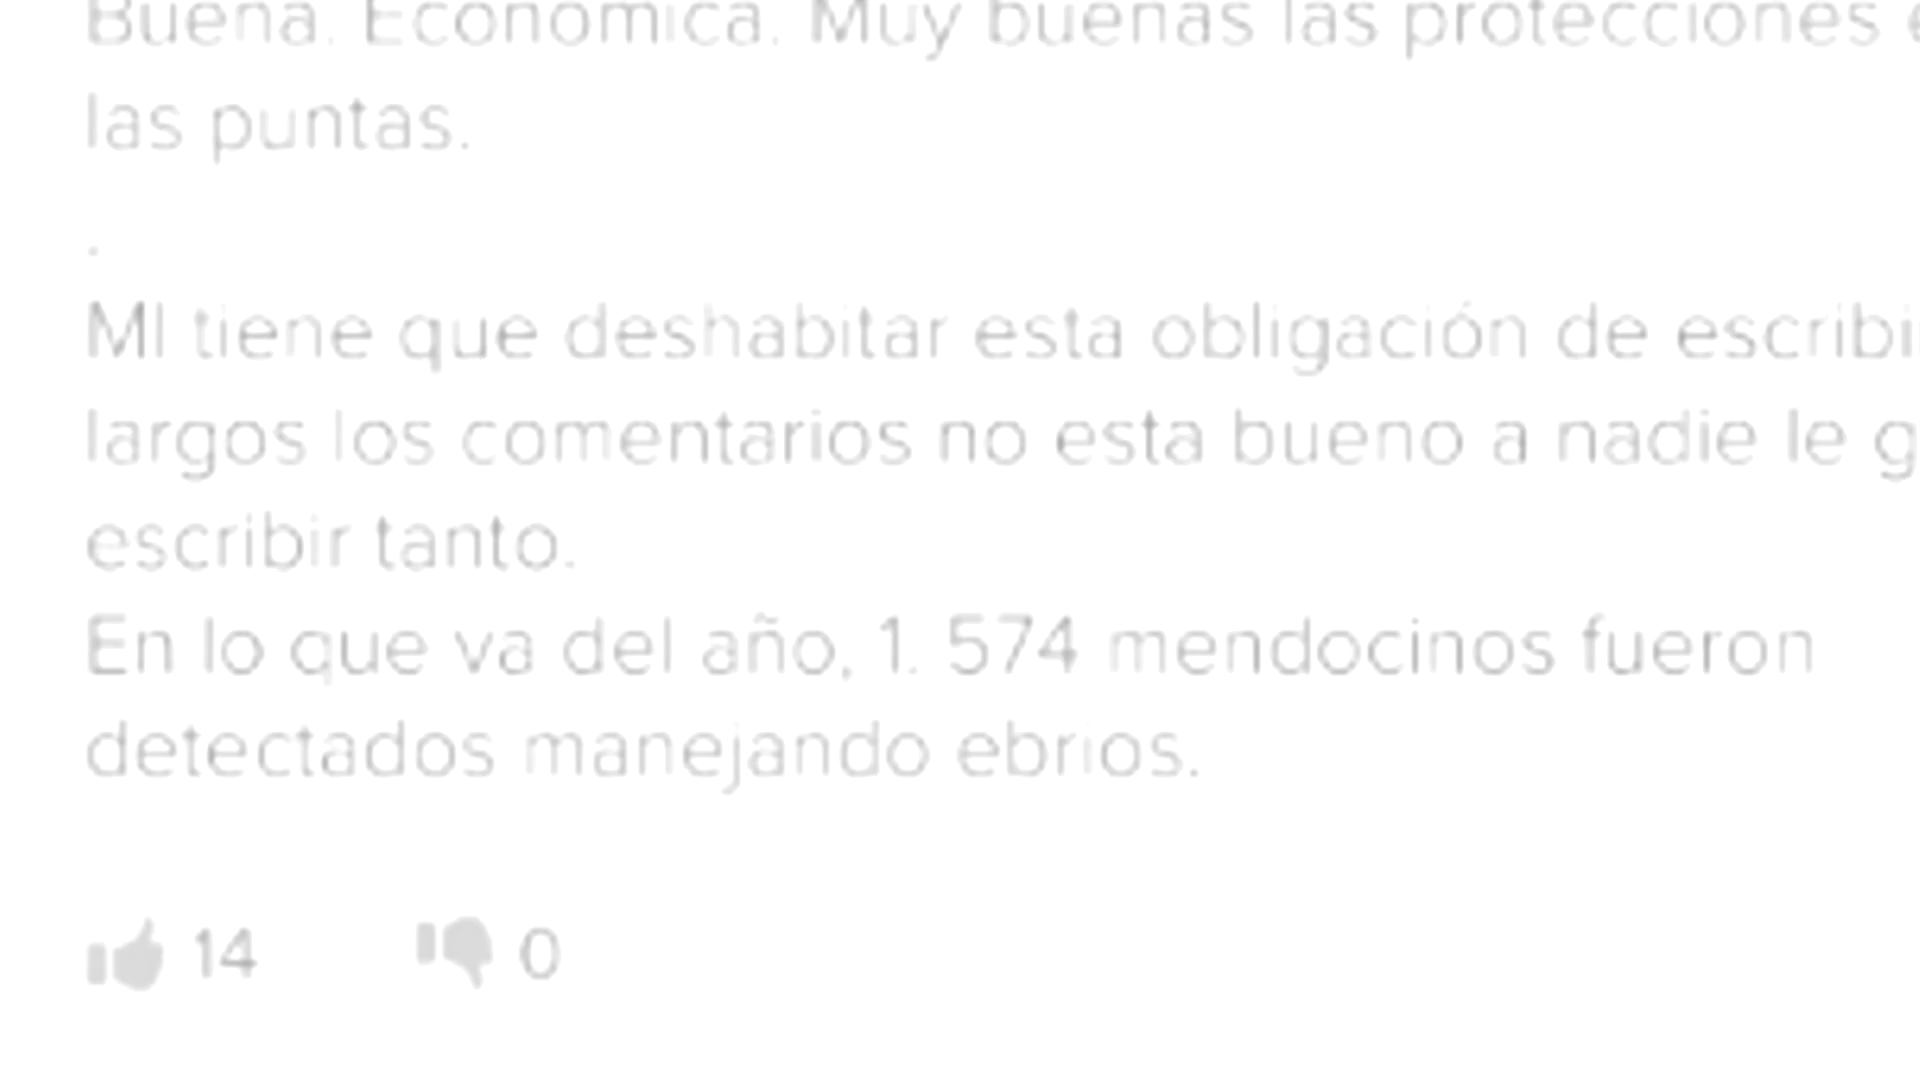 Buena. Economica. Muy buenas las protecciones
las puntas.
.
MI tiene que deshabitar esta obligación de escribi
largos los comentarios no esta bueno a nadie le g
escribir tanto.
En lo que va del año, 1. 574 mendocinos fueron
detectados manejando ebrios.
14 0